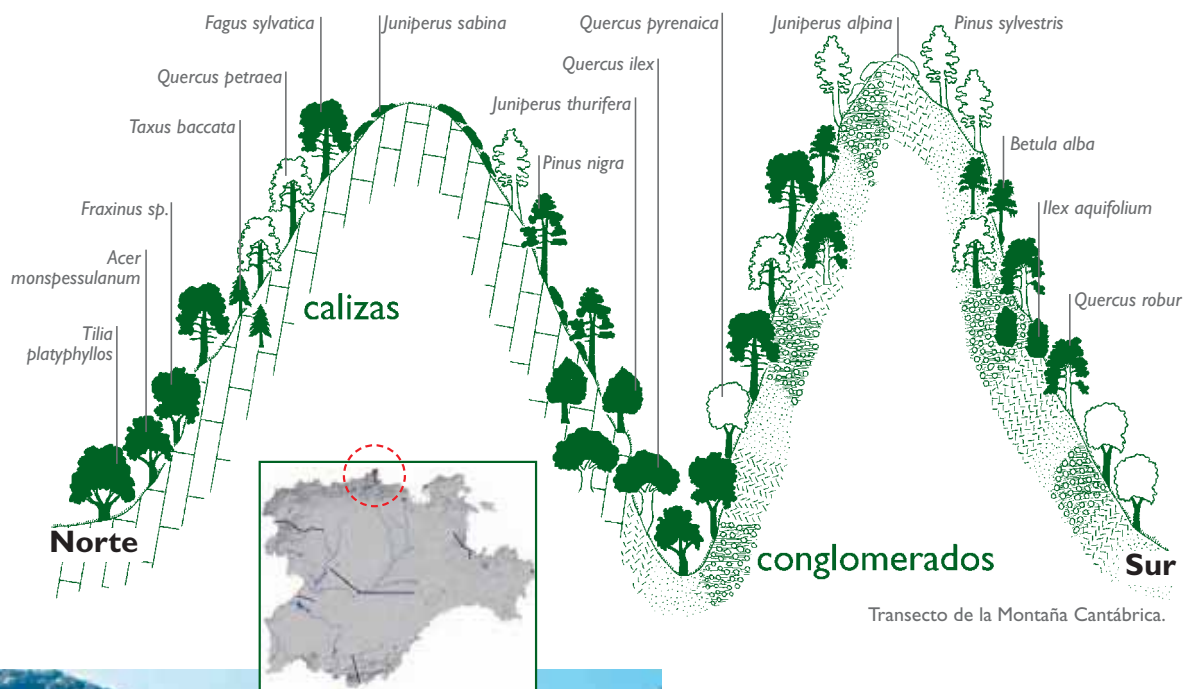 Fagus sylvatica
Juniperus sabina
Quercus pyrenaica
Juniperus alpina
Pinus sylvestris
Quercus petraea
Quercus ilex
Taxus baccata
Juniperus thurifera
Pinus nigra
Betula alba
Fraxinus sp.
Ilex aquifolium
Acer
monspessulanum
Quercus robur
calizas
Tilia
platyphyllos
Norte
conglomerados
Sur
Transecto de la Montaña Cantábrica.